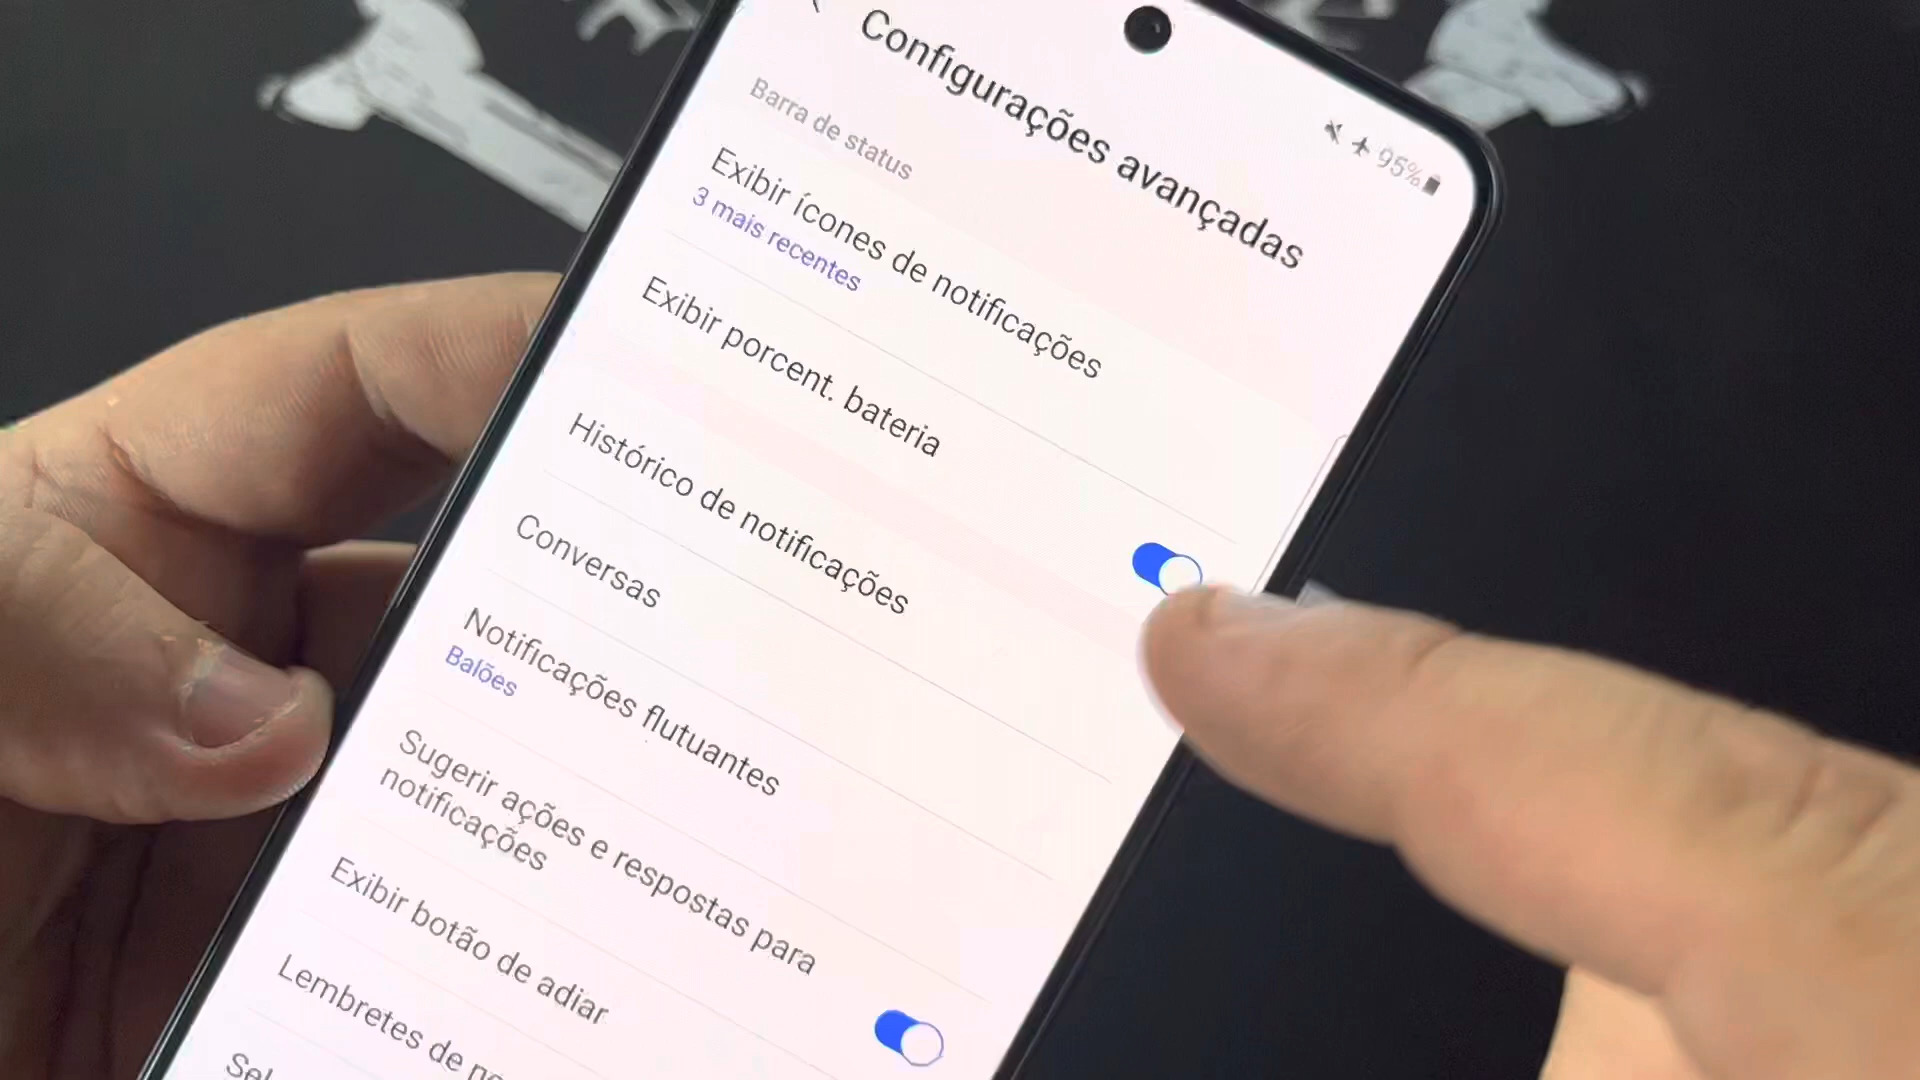 Configurações avançadas
95%
Barra de status
Exibir ícones de notificações
3 mais recentes
Exibir porcent. bateria
Histórico de notificações
Conversas
Notificações flutuantes
Balões
Sugerir ações e respostas para
notificações
Exibir botão de adiar
Lembretes de